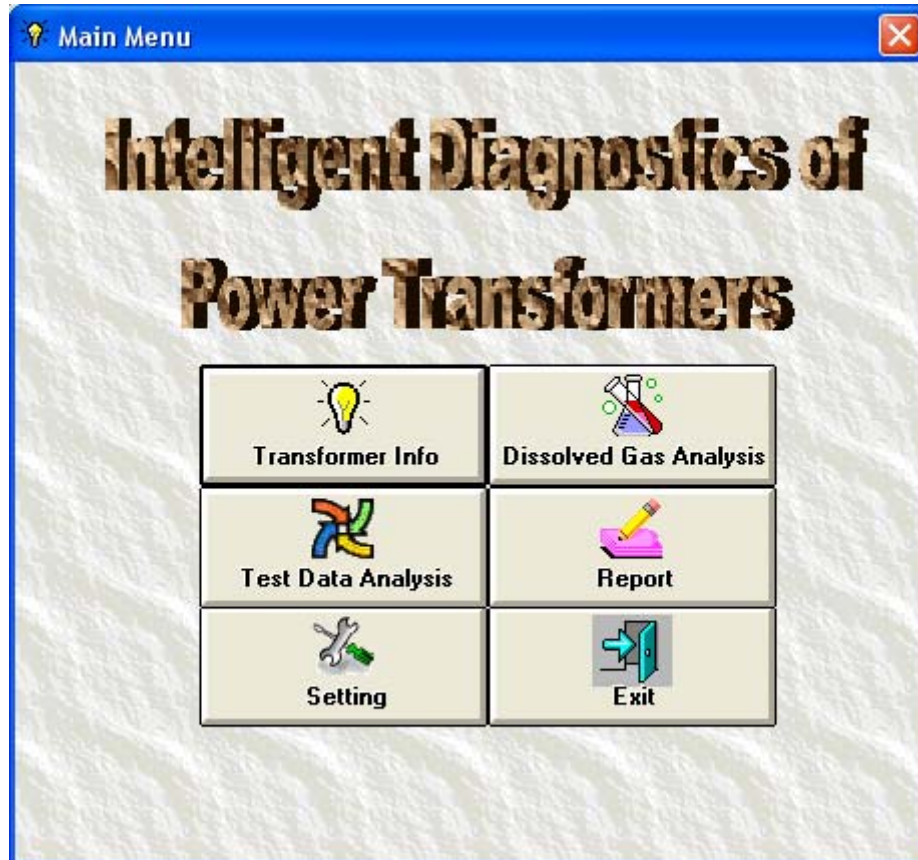 Main Menu
Intelligent Diagnostics of
Power Transformers
Transformer Info
Dissolved Gas Analysis
Test Data Analysis
Report
Setting
Exit